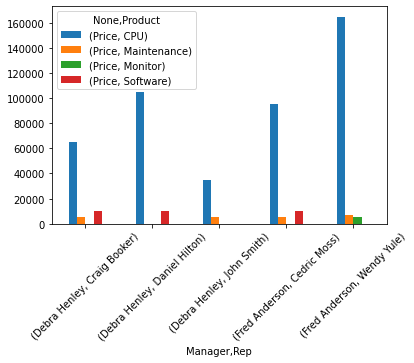 None,Product
(Price, CPU)
(Price, Maintenance)
(Price, Monitor)
(Price, Software)
160000
140000
120000
100000
80000
60000
40000
20000
0
(Debra Henley, Craig Booker)
(Debra Henley, Daniel Hilton)
(Debra Henley, John Smith)
(Fred Anderson, Cedric Moss)
(Fred Anderson, Wendy Yule)
Manager,Rep